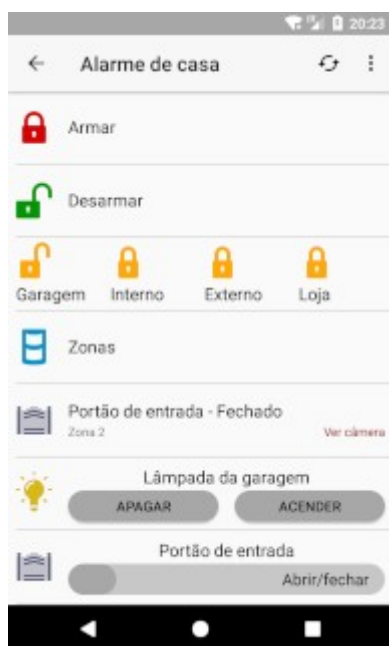 20:23
Alarme de casa
Armar
Desarmar
Garagem Interno Externo Loja
Zonas
Portão de entrada - Fechado
Zona 2 Ver câmera
Lâmpada da garagem
APAGAR ACENDER
Portão de entrada
Abrir/fechar